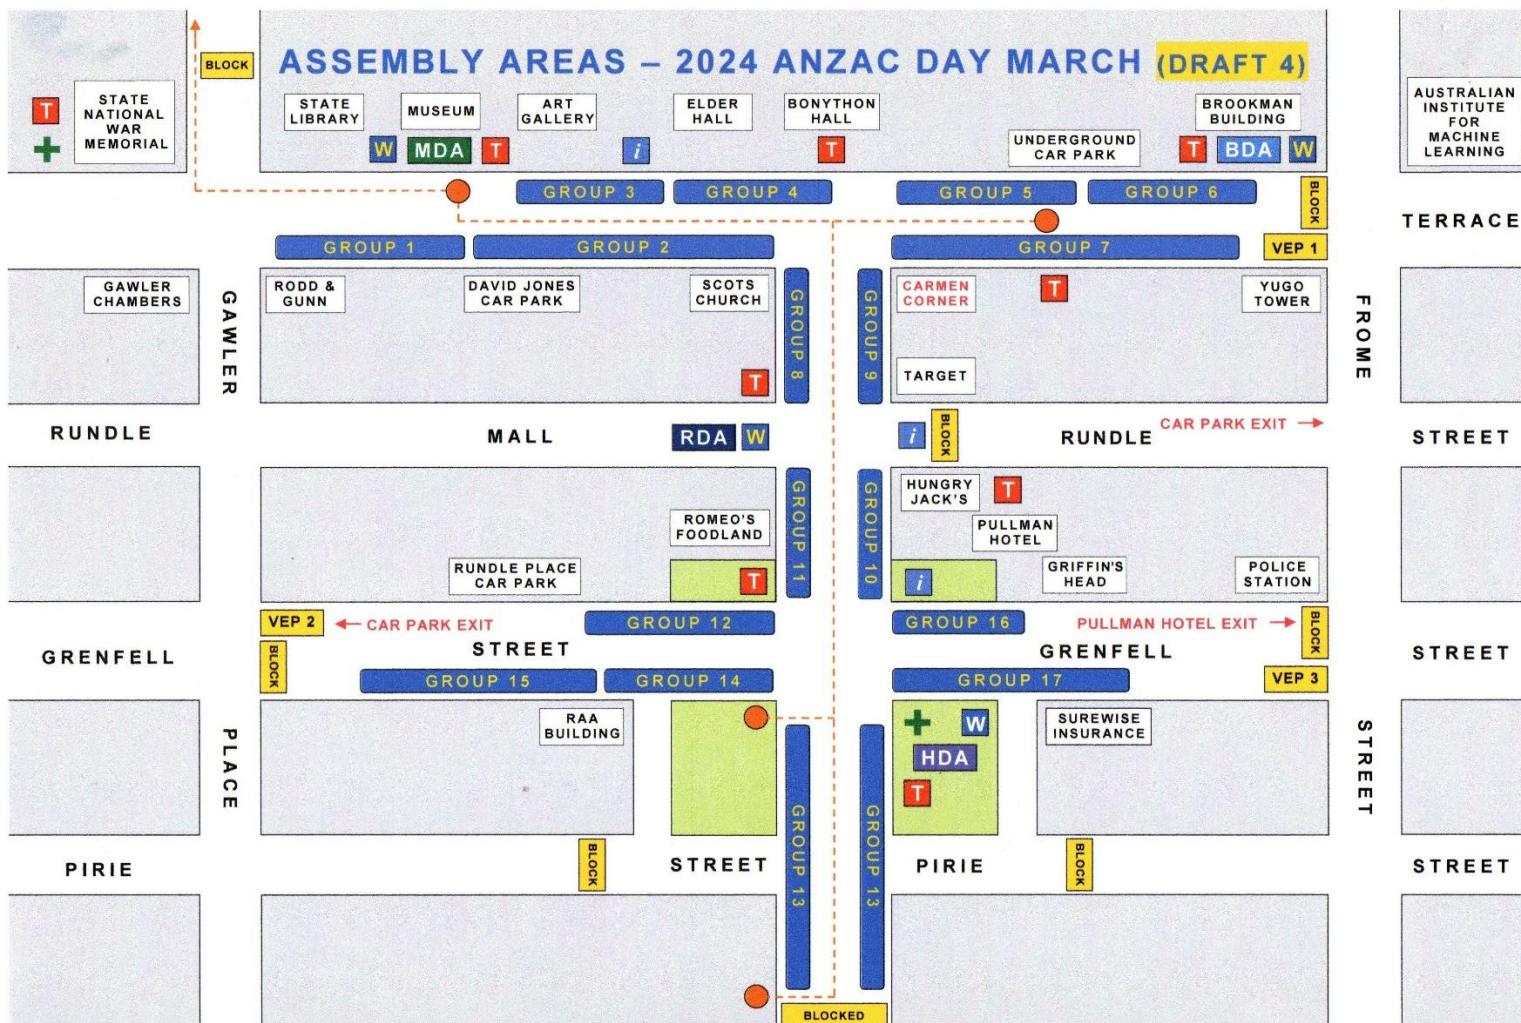 ASSEMBLY AREAS – 2024 ANZAC DAY MARCH (DRAFT 4)
BLOCK
T
STATE
NATIONAL
WAR
MEMORIAL
STATE
LIBRARY
MUSEUM
ART
GALLERY
ELDER
HALL
BONYTHON
HALL
BROOKMAN
BUILDING
AUSTRALIAN
INSTITUTE
FOR
MACHINE
LEARNING
W
MDA
T
i
T
UNDERGROUND
CAR PARK
T
BDA
W
GROUP 3
GROUP 4
GROUP 5
GROUP 6
BLOCK
TERRACE
GROUP 1
GROUP 2
GROUP 7
VEP 1
GAWLER
CHAMBERS
GAWLER
RODD &
GUNN
DAVID JONES
CAR PARK
SCOTS
CHURCH
GROUP 8
GROUP 9
CARMEN
CORNER
T
YUGO
TOWER
FROME
T
TARGET
RUNDLE
MALL
RDA
W
i
BLOCK
RUNDLE
CAR PARK EXIT
STREET
ROMEO'S
FOODLAND
GROUP 11
GROUP 10
HUNGRY
JACK'S
T
PULLMAN
HOTEL
RUNDLE PLACE
CAR PARK
T
i
GRIFFIN'S
HEAD
POLICE
STATION
VEP 2
CAR PARK EXIT
GROUP 12
GROUP 16
PULLMAN HOTEL EXIT
BLOCK
GRENFELL
BLOCK
STREET
GRENFELL
STREET
GROUP 15
GROUP 14
GROUP 17
VEP 3
PLACE
RAA
BUILDING
GROUP 13
GROUP 13
W
HDA
T
SUREWISE
INSURANCE
STREET
PIRIE
BLOCK
STREET
PIRIE
BLOCK
STREET
BLOCKED